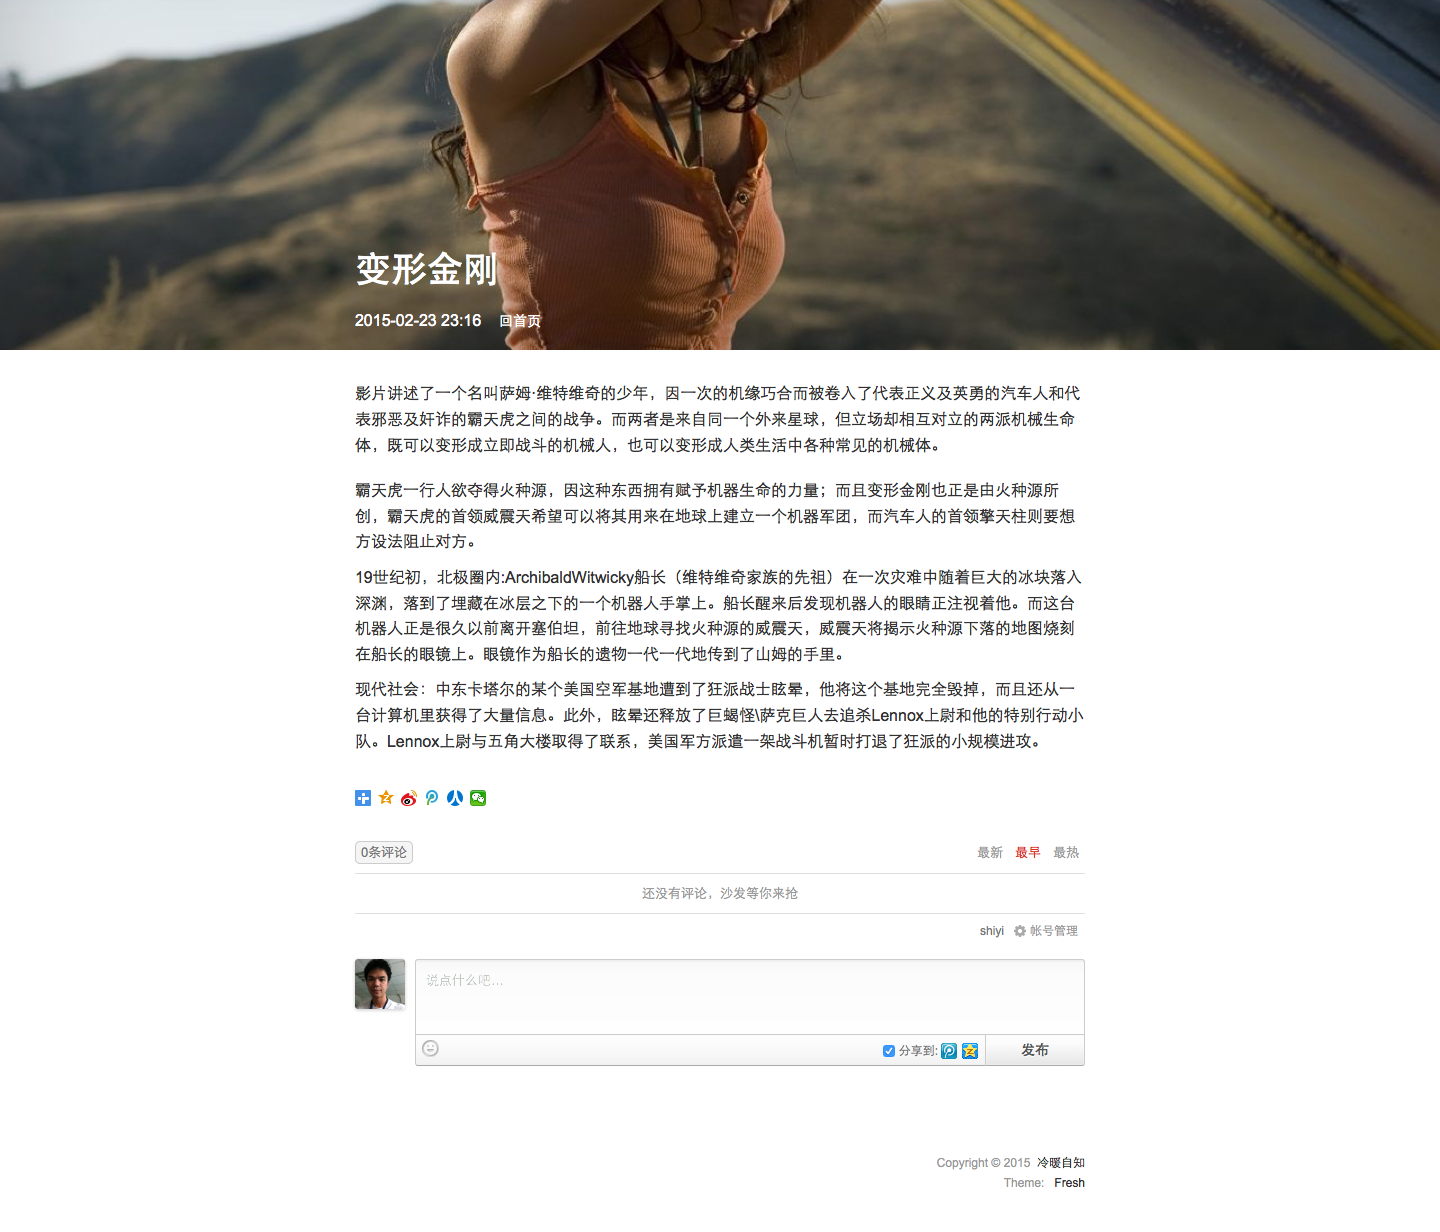 变形金刚
2015-02-23 23:16 回首页
影片讲述了一个名叫萨姆·维特维奇的少年，因一次的机缘巧合而被卷入了代表正义及英勇的汽车人和代
表邪恶及奸诈的霸天虎之间的战争。而两者是来自同一个外来星球，但立场却相互对立的两派机械生命
体，既可以变形成立即战斗的机械人，也可以变形成人类生活中各种常见的机械体。
霸天虎一行人欲夺得火种源，因这种东西拥有赋予机器生命的力量；而且变形金刚也正是由火种源所
创，霸天虎的首领威震天希望可以将其用来在地球上建立一个机器军团，而汽车人的首领擎天柱则要想
方设法阻止对方。
19世纪初，北极圈内:ArchibaldWitwicky船长（维特维奇家族的先祖）在一次灾难中随着巨大的冰块落入
深渊，落到了埋藏在冰层之下的一个机器人手掌上。船长醒来后发现机器人的眼睛正注视着他。而这台
机器人正是很久以前离开塞伯坦，前往地球寻找火种源的威震天，威震天将揭示火种源下落的地图烧刻
在船长的眼镜上。眼镜作为船长的遗物一代一代地传到了山姆的手里。
现代社会：中东卡塔尔的某个美国空军基地遭到了狂派战士眩晕，他将这个基地完全毁掉，而且还从一
台计算机里获得了大量信息。此外，眩晕还释放了巨蝎怪\萨克巨人去追杀Lennox上尉和他的特别行动小
队。Lennox上尉与五角大楼取得了联系，美国军方派遣一架战斗机暂时打退了狂派的小规模进攻。
0条评论 最新 最早 最热
还没有评论，沙发等你来抢
shiyi 帐号管理
说点什么吧...
分享到: 发布
Copyright © 2015 冷暖自知
Theme: Fresh